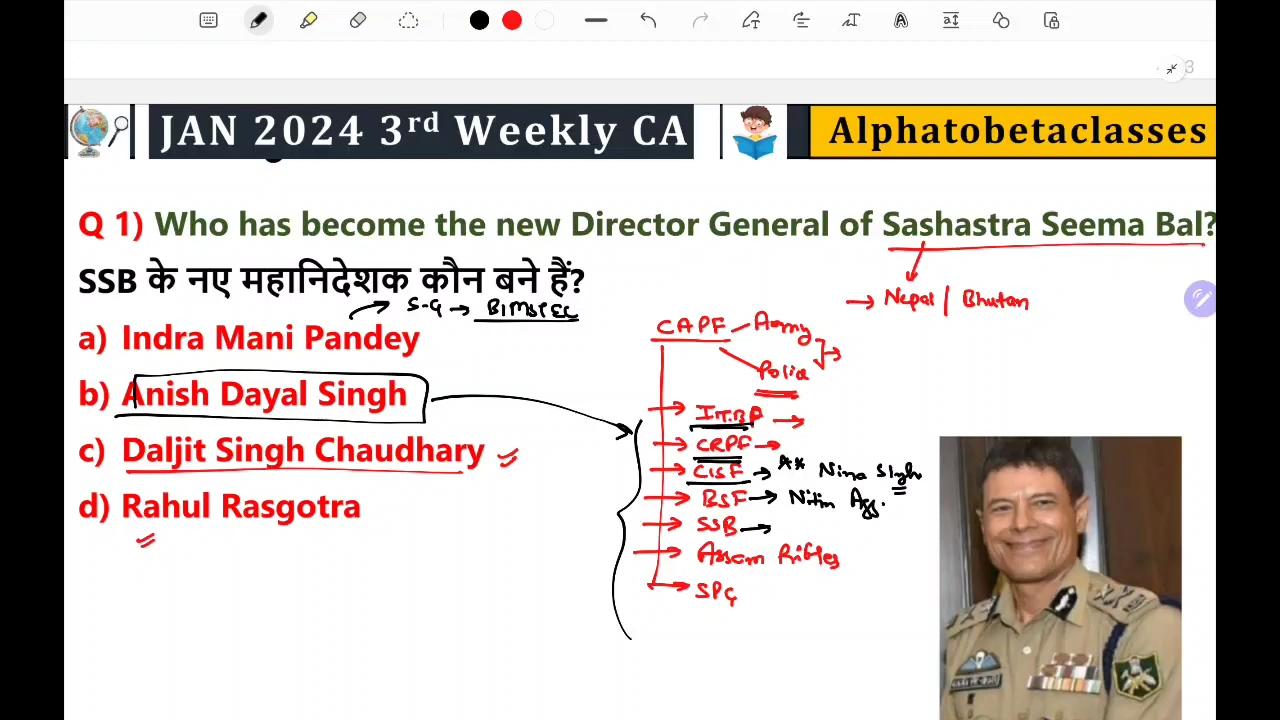 JAN 2024 3rd Weekly CA
Alphatobetaclasses
Q 1) Who has become the new Director General of Sashastra Seema Bal?
SSB के नए महानिदेशक कौन बने हैं?
→ Nepal | Bhutan
S-G → BIMSTEC
a) Indra Mani Pandey
b) Anish Dayal Singh
c) Daljit Singh Chaudhary
d) Rahul Rasgotra
CAPF
Army
Police
ITBP
CRPF
CISF → Nina Singh
BSF → Nitin Agg.
SSB
Assam Rifles
SPG